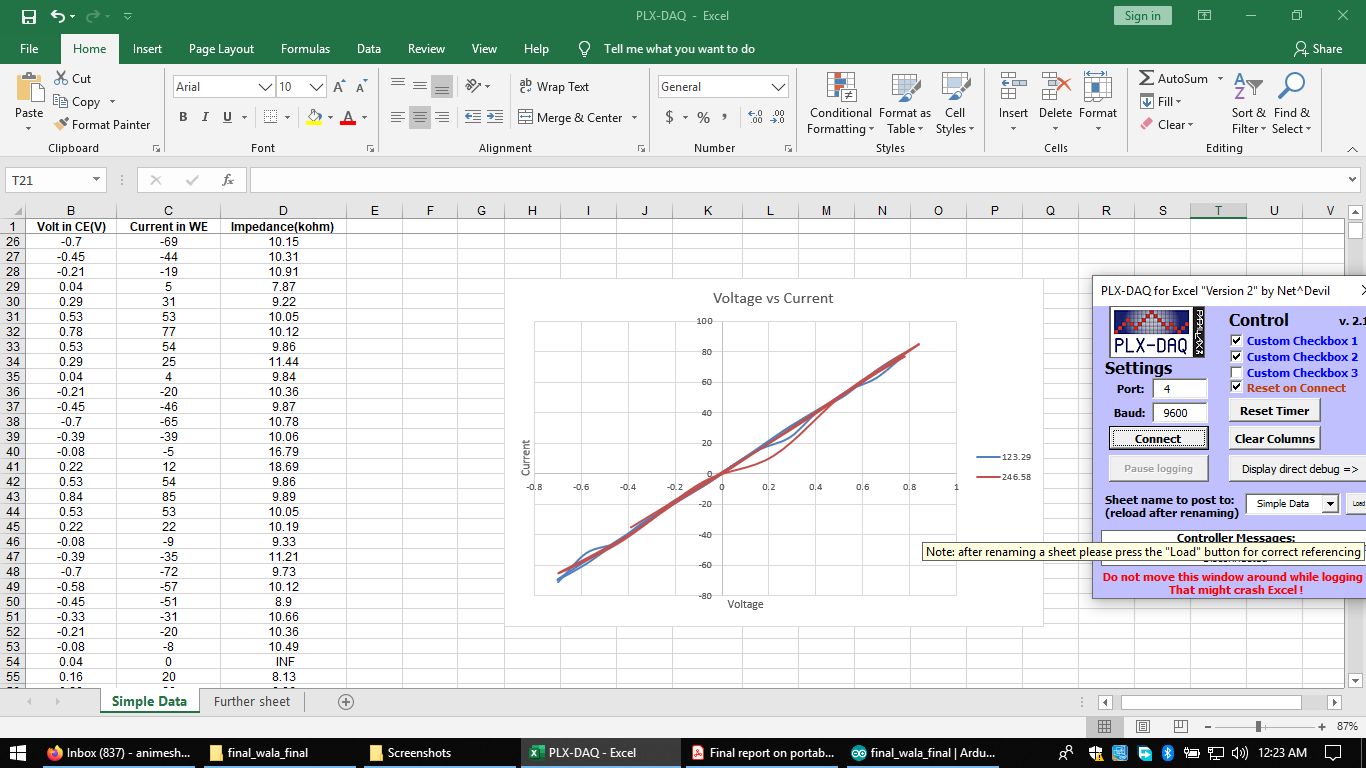 PLX-DAQ - Excel
Sign in
File Home Insert Page Layout Formulas Data Review View Help Tell me what you want to do Share
Paste Cut Copy Format Painter Clipboard
Arial 10 B I U A Font
Wrap Text Merge & Center Alignment
General $ % , Number
Conditional Formatting Format as Table Cell Styles Styles
Insert Delete Format Cells
AutoSum Fill Clear Sort & Filter Find & Select Editing
T21 fx
B C D E F G H I J K L M N O P Q R S T U V
1 Volt in CE(V) Current in WE Impedance(kohm)
26 -0.7 -69 10.15
27 -0.45 -44 10.31
28 -0.21 -19 10.91
29 0.04 5 7.87
30 0.29 31 9.22
31 0.53 53 10.05
32 0.78 77 10.12
33 0.53 54 9.86
34 0.29 25 11.44
35 0.04 4 9.84
36 -0.21 -20 10.36
37 -0.45 -46 9.87
38 -0.7 -65 10.78
39 -0.39 -39 10.06
40 -0.08 -5 16.79
41 0.22 12 18.69
42 0.53 54 9.86
43 0.84 85 9.89
44 0.53 53 10.05
45 0.22 22 10.19
46 -0.08 -9 9.33
47 -0.39 -35 11.21
48 -0.7 -72 9.73
49 -0.58 -57 10.12
50 -0.45 -51 8.9
51 -0.33 -31 10.66
52 -0.21 -20 10.36
53 -0.08 -8 10.49
54 0.04 0 INF
55 0.16 20 8.13
Voltage vs Current
100
80
60
40
20
0
-20
-40
-60
-80
-0.8 -0.6 -0.4 -0.2 0 0.2 0.4 0.6 0.8 1
Current
Voltage
123.29
246.58
PLX-DAQ for Excel "Version 2" by Net^Devil
PLX-DAQ
PARALLAX
Control v. 2.1
Custom Checkbox 1
Custom Checkbox 2
Custom Checkbox 3
Reset on Connect
Settings
Port: 4
Baud: 9600
Reset Timer
Connect
Clear Columns
Pause logging
Display direct debug =>
Sheet name to post to:
(reload after renaming)
Simple Data
Load
Controller Messages:
Note: after renaming a sheet please press the "Load" button for correct referencing
Do not move this window around while logging
That might crash Excel !
Simple Data Further sheet
87%
Inbox (837) - animesh...
final_wala_final
Screenshots
PLX-DAQ - Excel
Final report on portab...
final_wala_final | Ardu...
12:23 AM